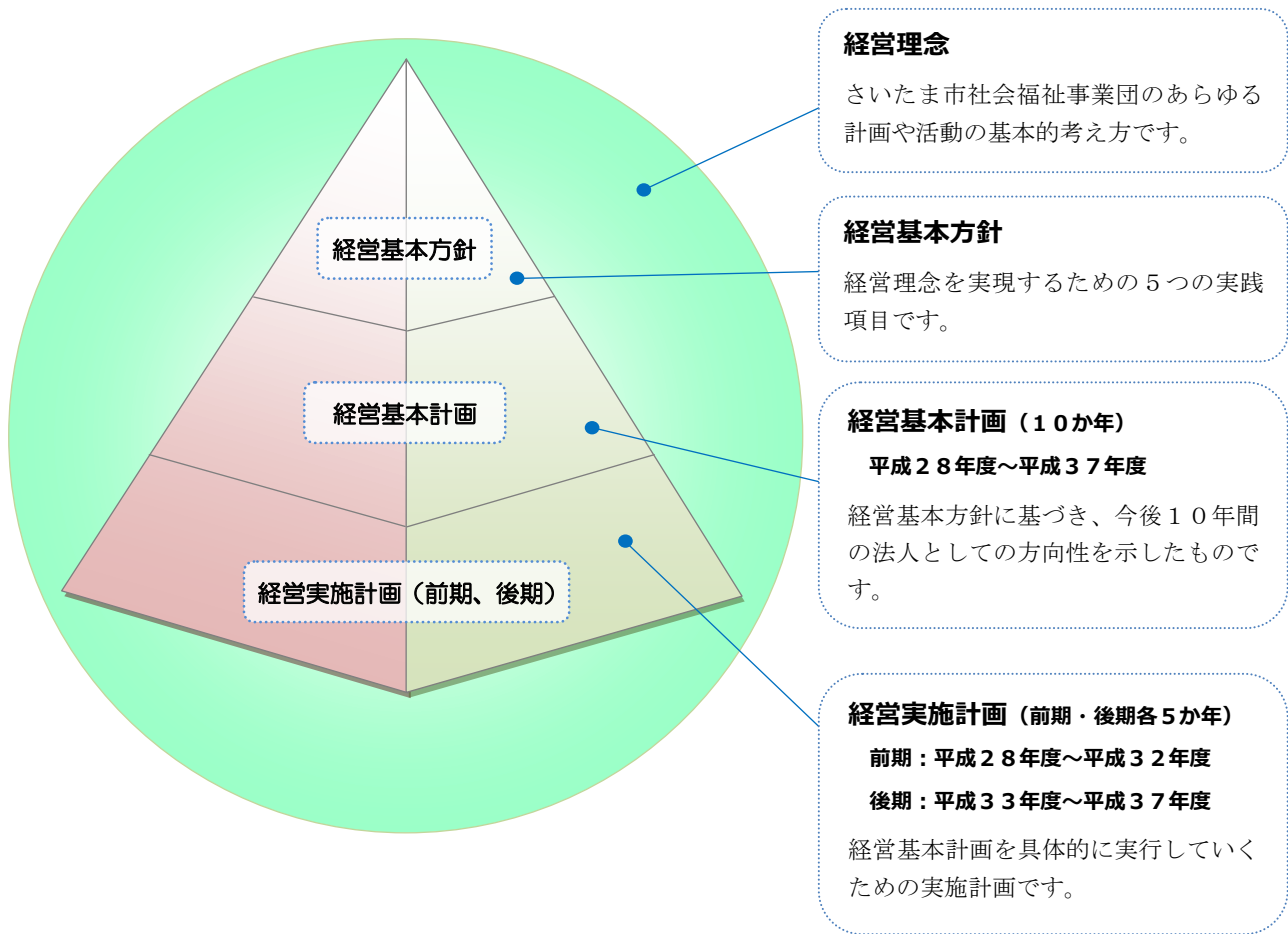 経営基本方針
経営基本計画
経営実施計画（前期、後期）
経営理念
さいたま市社会福祉事業団のあらゆる
計画や活動の基本的考え方です。
経営基本方針
経営理念を実現するための５つの実践
項目です。
経営基本計画（１０か年）
平成２８年度～平成３７年度
経営基本方針に基づき、今後１０年間
の法人としての方向性を示したもので
す。
経営実施計画（前期・後期各５か年）
前期：平成２８年度～平成３２年度
後期：平成３３年度～平成３７年度
経営基本計画を具体的に実行していく
ための実施計画です。